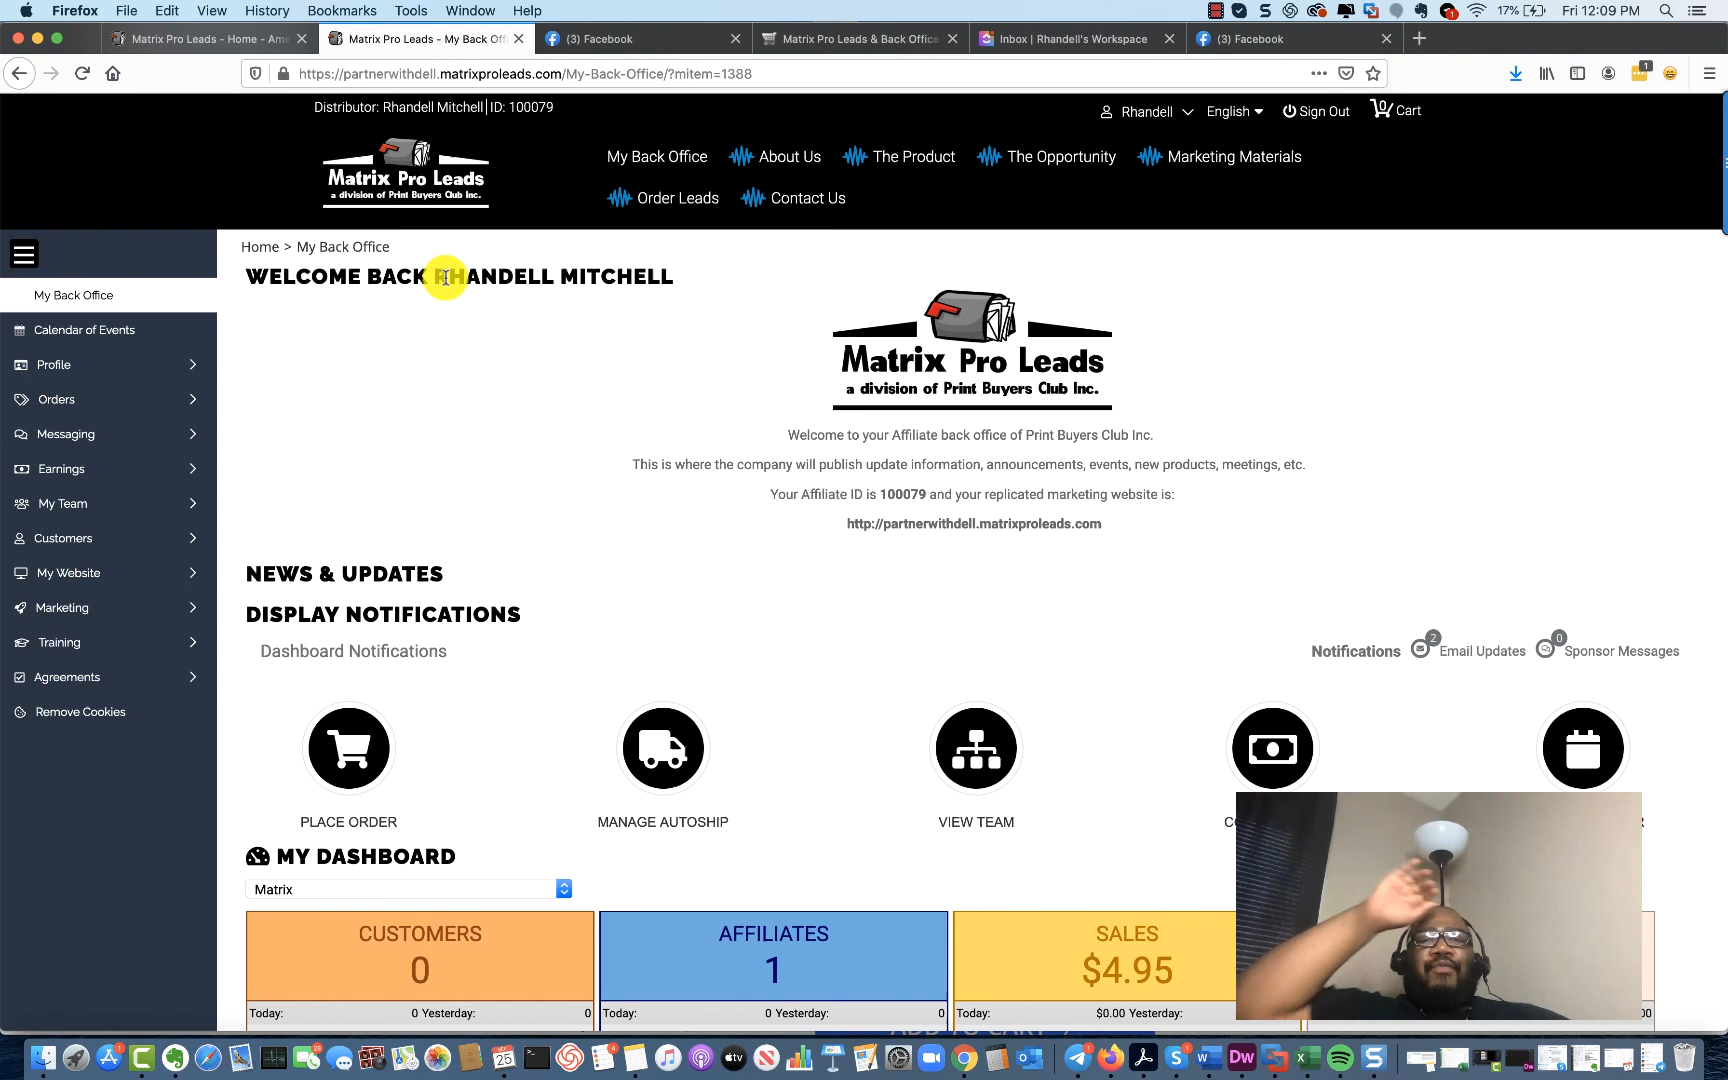 Firefox File Edit View History Bookmarks Tools Window Help
17% Fri 12:09 PM
Matrix Pro Leads - Home - Ame
Matrix Pro Leads - My Back Offi
(3) Facebook
Matrix Pro Leads & Back Office
Inbox | Rhandell's Workspace
(3) Facebook
https://partnerwithdell.matrixproleads.com/My-Back-Office/?mitem=1388
1
Distributor: Rhandell Mitchell ID: 100079
Rhandell English Sign Out 0 Cart
Matrix Pro Leads
a division of Print Buyers Club Inc.
My Back Office About Us The Product The Opportunity Marketing Materials
Order Leads Contact Us
My Back Office
Calendar of Events
Profile
Orders
Messaging
Earnings
My Team
Customers
My Website
Marketing
Training
Agreements
Remove Cookies
Home > My Back Office
WELCOME BACK RHANDELL MITCHELL
Matrix Pro Leads
a division of Print Buyers Club Inc.
Welcome to your Affiliate back office of Print Buyers Club Inc.
This is where the company will publish update information, announcements, events, new products, meetings, etc.
Your Affiliate ID is 100079 and your replicated marketing website is:
http://partnerwithdell.matrixproleads.com
NEWS & UPDATES
DISPLAY NOTIFICATIONS
Dashboard Notifications
Notifications 2 Email Updates 0 Sponsor Messages
PLACE ORDER MANAGE AUTOSHIP VIEW TEAM
MY DASHBOARD
Matrix
CUSTOMERS
0
Today: 0 Yesterday: 0
AFFILIATES
1
Today: 0 Yesterday: 0
SALES
$4.95
Today: $0.00 Yesterday:
ADD TO CART